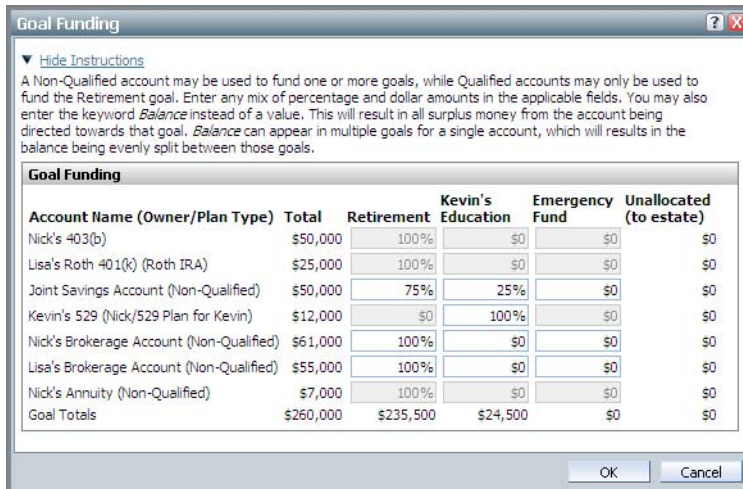 Goal Funding
? X
▼ Hide Instructions
A Non-Qualified account may be used to fund one or more goals, while Qualified accounts may only be used to
fund the Retirement goal. Enter any mix of percentage and dollar amounts in the applicable fields. You may also
enter the keyword Balance instead of a value. This will result in all surplus money from the account being
directed towards that goal. Balance can appear in multiple goals for a single account, which will results in the
balance being evenly split between those goals.
Goal Funding
Kevin's Emergency Unallocated
Account Name (Owner/Plan Type) Total Retirement Education Fund (to estate)
Nick's 403(b) $50,000 100% $0 $0 $0
Lisa's Roth 401(k) (Roth IRA) $25,000 100% $0 $0 $0
Joint Savings Account (Non-Qualified) $50,000 75% 25% $0 $0
Kevin's 529 (Nick/529 Plan for Kevin) $12,000 $0 100% $0 $0
Nick's Brokerage Account (Non-Qualified) $61,000 100% $0 $0 $0
Lisa's Brokerage Account (Non-Qualified) $55,000 100% $0 $0 $0
Nick's Annuity (Non-Qualified) $7,000 100% $0 $0 $0
Goal Totals $260,000 $235,500 $24,500 $0 $0
OK Cancel